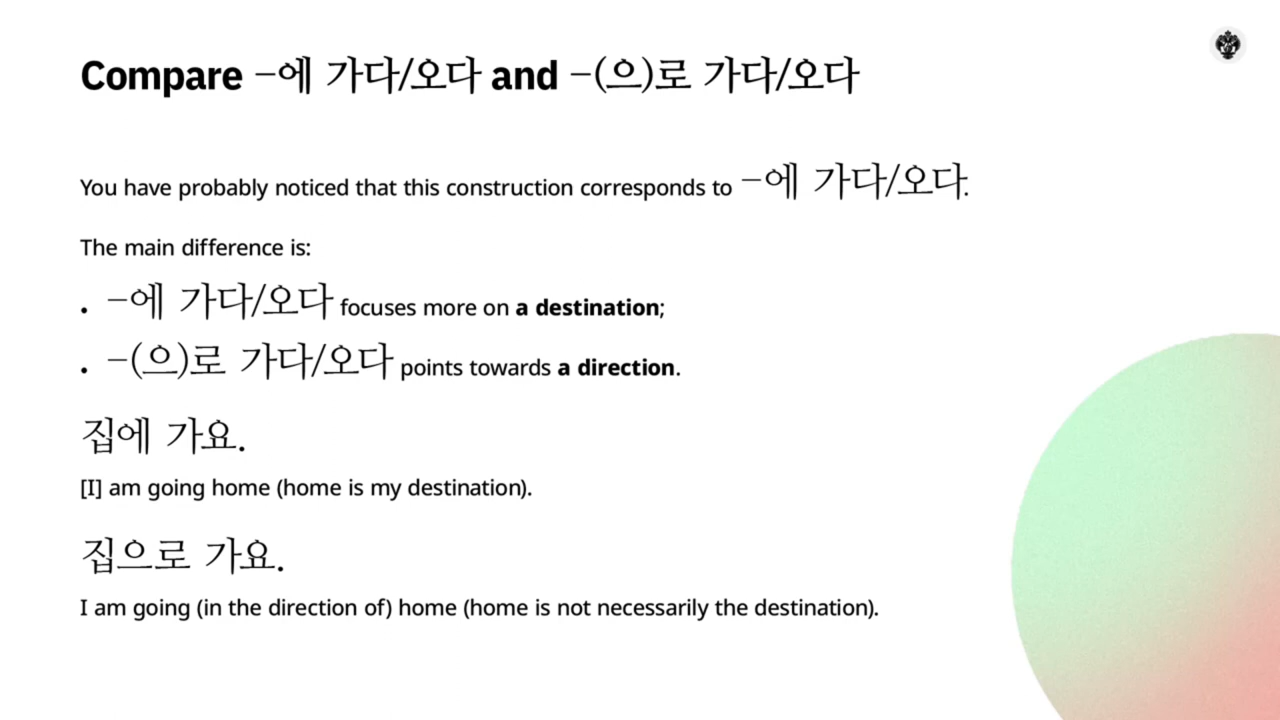 Compare –에 가다/오다 and –(으)로 가다/오다
You have probably noticed that this construction corresponds to –에 가다/오다.
The main difference is:
• –에 가다/오다 focuses more on a destination;
• –(으)로 가다/오다 points towards a direction.
집에 가요.
[I] am going home (home is my destination).
집으로 가요.
I am going (in the direction of) home (home is not necessarily the destination).